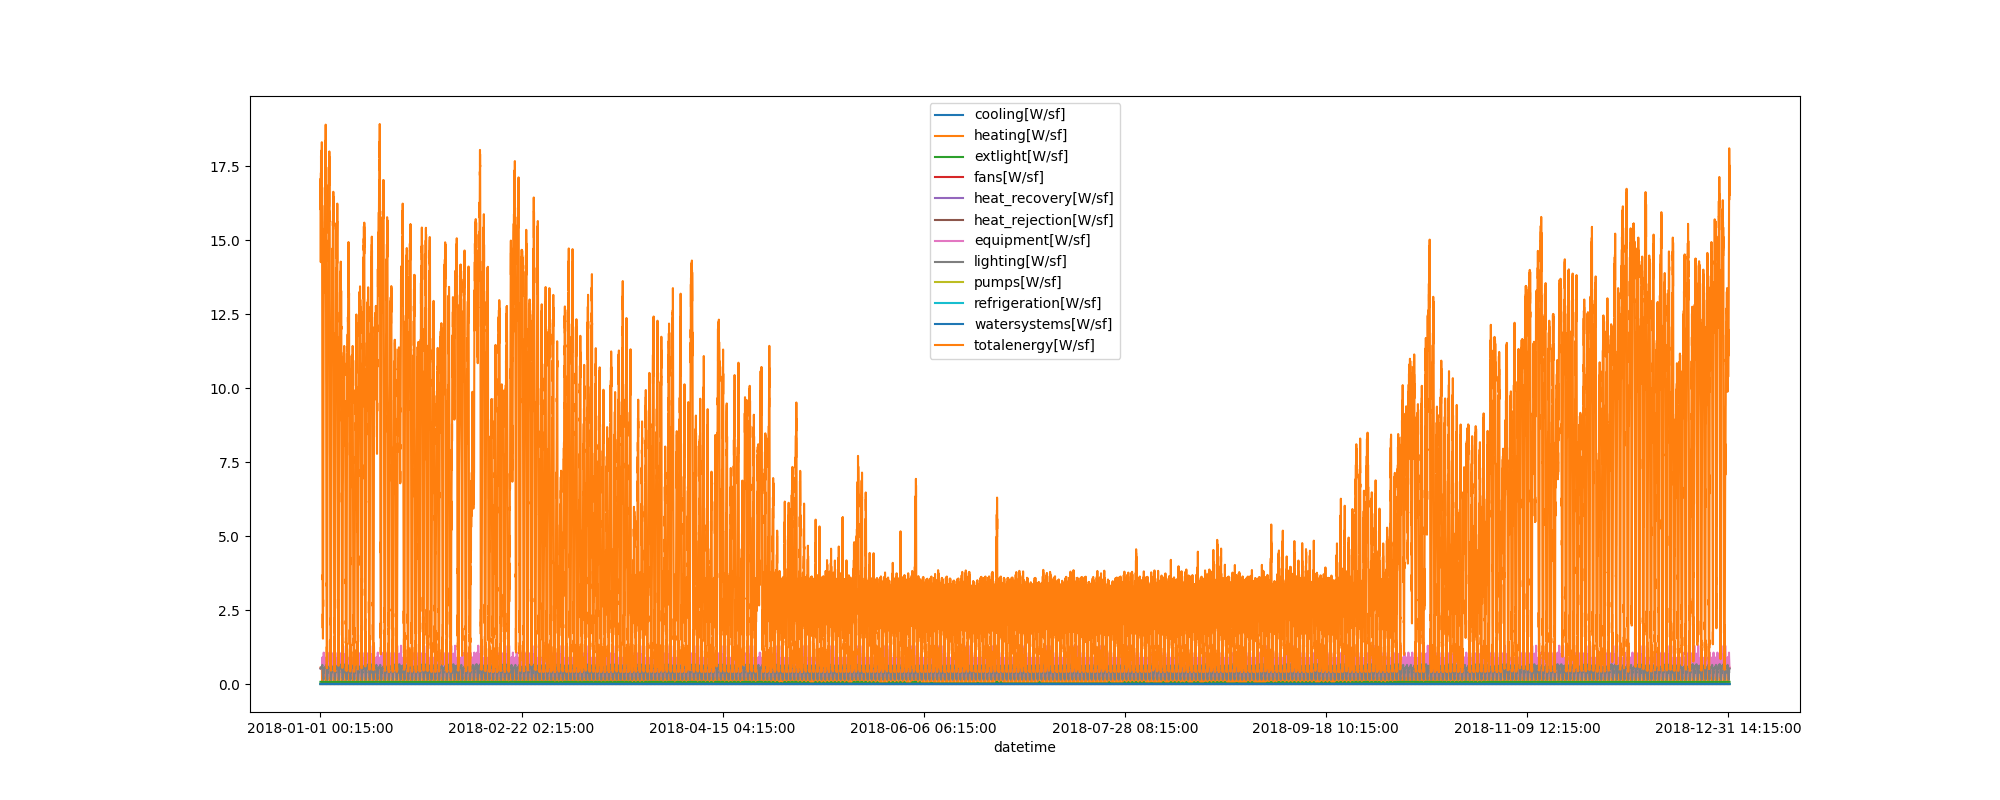 cooling[W/sf]
heating[W/sf]
extlight[W/sf]
fans[W/sf]
heat_recovery[W/sf]
heat_rejection[W/sf]
equipment[W/sf]
lighting[W/sf]
pumps[W/sf]
refrigeration[W/sf]
watersystems[W/sf]
totalenergy[W/sf]
17.5
15.0
12.5
10.0
7.5
5.0
2.5
0.0
2018-01-01 00:15:00 2018-02-22 02:15:00 2018-04-15 04:15:00 2018-06-06 06:15:00 2018-07-28 08:15:00 2018-09-18 10:15:00 2018-11-09 12:15:00 2018-12-31 14:15:00
datetime